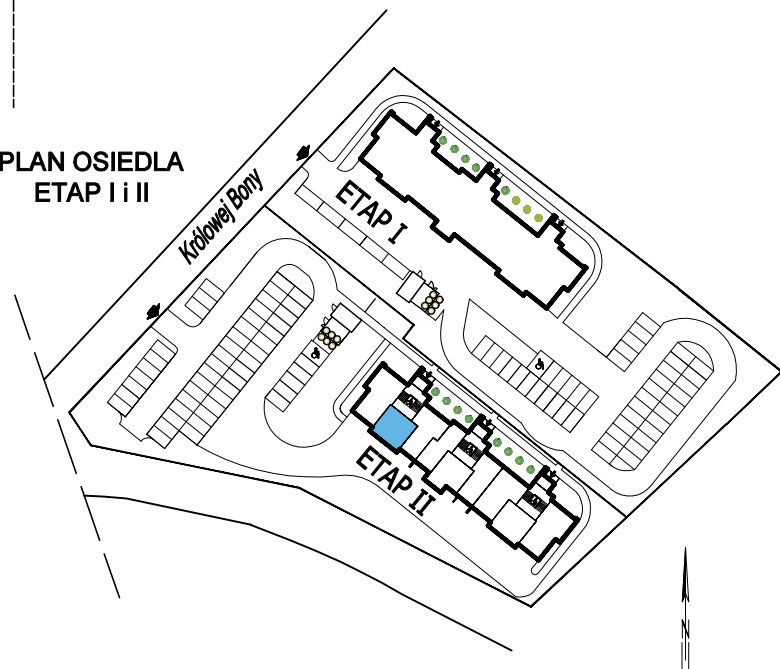 PLAN OSIEDLA
ETAP I i II
Królowej Bony
ETAP I
ETAP II
N